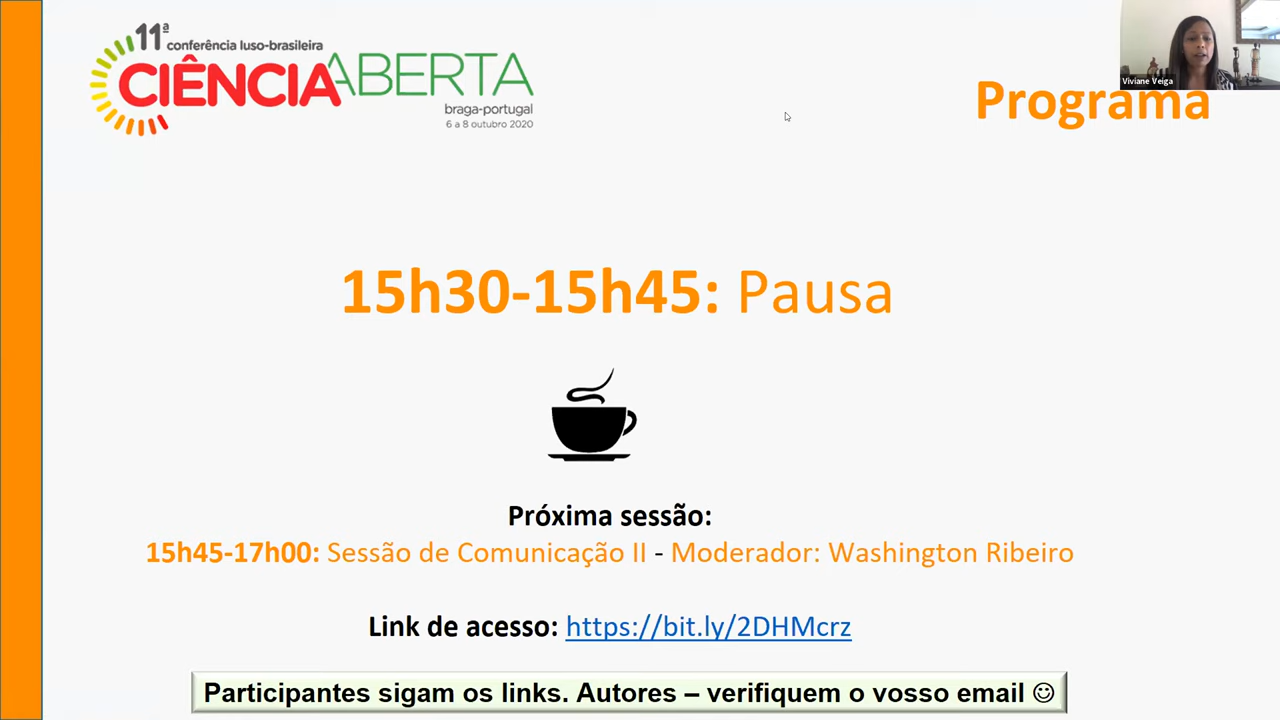 11ª conferência luso-brasileira
CIÊNCIAABERTA
braga-portugal
6 a 8 outubro 2020
Viviane Veiga
Programa
15h30-15h45: Pausa
Próxima sessão:
15h45-17h00: Sessão de Comunicação II - Moderador: Washington Ribeiro
Link de acesso: https://bit.ly/2DHMcrz
Participantes sigam os links. Autores – verifiquem o vosso email ☺